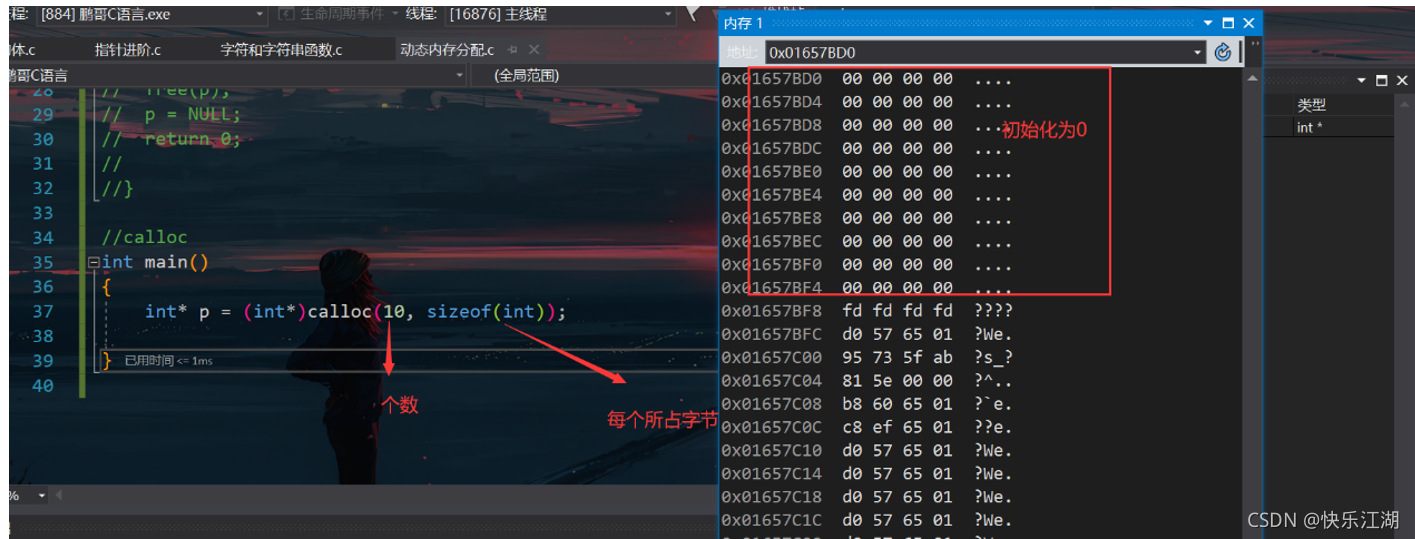 程: [884] 鹏哥C语言.exe 生命周期事件 线程: [16876] 主线程
体.c 指针进阶.c 字符和字符串函数.c 动态内存分配.c
鹏哥C语言 (全局范围)
28 // free(p);
29 // p = NULL;
30 // return 0;
31 //
32 //}
33
34 //calloc
35 int main()
36 {
37 int* p = (int*)calloc(10, sizeof(int));
38
39 } 已用时间 <= 1ms
40
个数
每个所占字节
%
内存 1
地址: 0x01657BD0
0x01657BD0 00 00 00 00 ....
0x01657BD4 00 00 00 00 ....
0x01657BD8 00 00 00 00 ....
初始化为0
0x01657BDC 00 00 00 00 ....
0x01657BE0 00 00 00 00 ....
0x01657BE4 00 00 00 00 ....
0x01657BE8 00 00 00 00 ....
0x01657BEC 00 00 00 00 ....
0x01657BF0 00 00 00 00 ....
0x01657BF4 00 00 00 00 ....
0x01657BF8 fd fd fd fd ????
0x01657BFC d0 57 65 01 ?We.
0x01657C00 95 73 5f ab ?s_?
0x01657C04 81 5e 00 00 ?^..
0x01657C08 b8 60 65 01 ?`e.
0x01657C0C c8 ef 65 01 ??e.
0x01657C10 d0 57 65 01 ?We.
0x01657C14 d0 57 65 01 ?We.
0x01657C18 d0 57 65 01 ?We.
0x01657C1C d0 57 65 01 ?We.
类型
int *
CSDN @快乐江湖